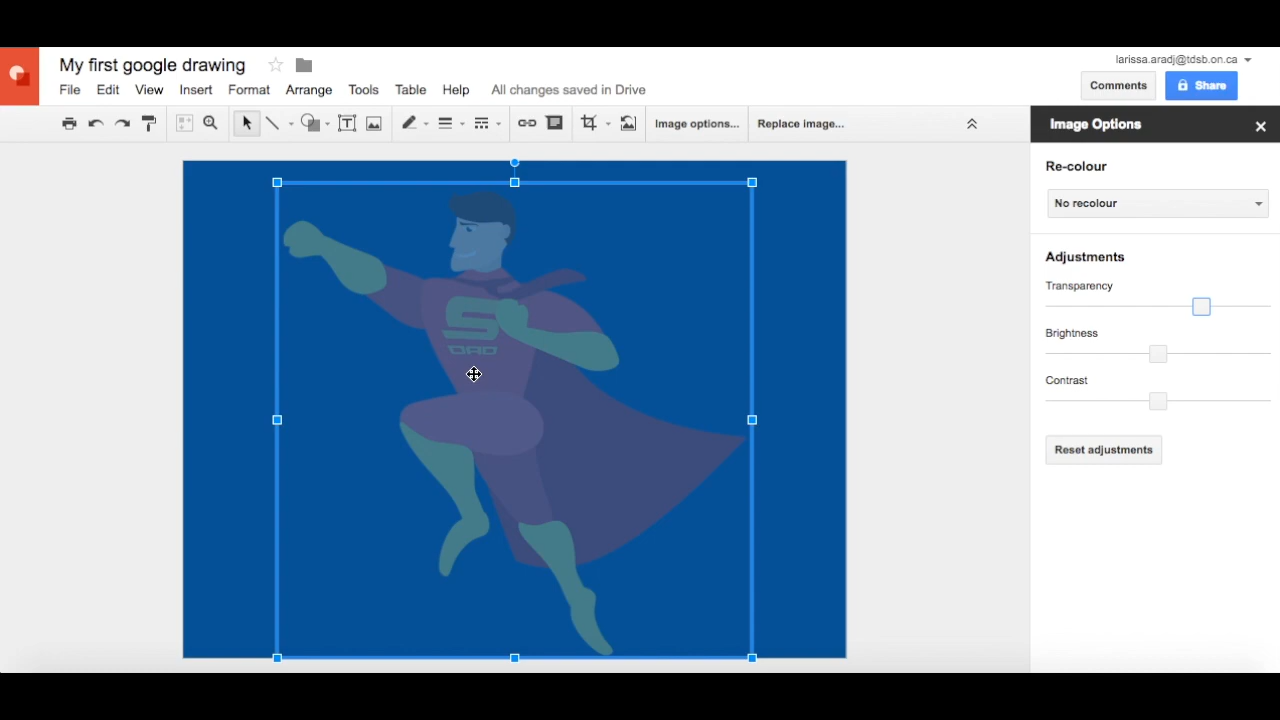 My first google drawing
larissa.aradj@tdsb.on.ca
File Edit View Insert Format Arrange Tools Table Help All changes saved in Drive
Comments Share
Image options... Replace image...
Image Options
Re-colour
No recolour
Adjustments
Transparency
Brightness
Contrast
Reset adjustments
S
DAD